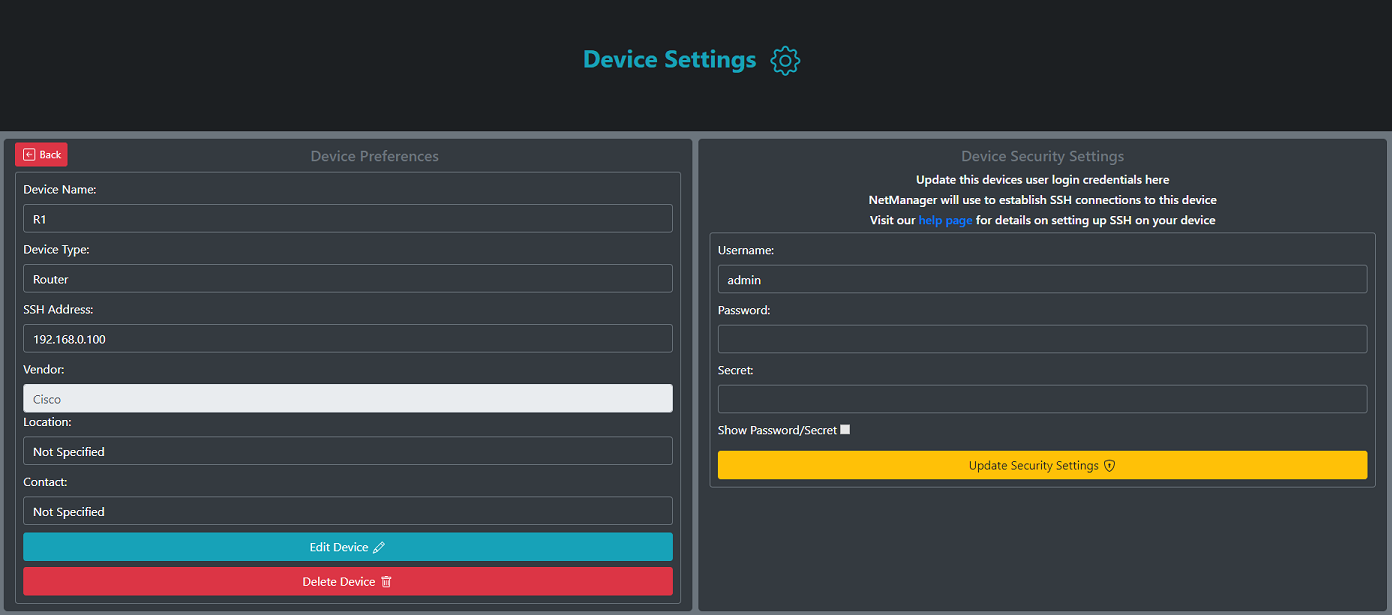 Device Settings
Back
Device Preferences
Device Name:
R1
Device Type:
Router
SSH Address:
192.168.0.100
Vendor:
Cisco
Location:
Not Specified
Contact:
Not Specified
Edit Device
Delete Device
Device Security Settings
Update this devices user login credentials here
NetManager will use to establish SSH connections to this device
Visit our help page for details on setting up SSH on your device
Username:
admin
Password:
Secret:
Show Password/Secret
Update Security Settings